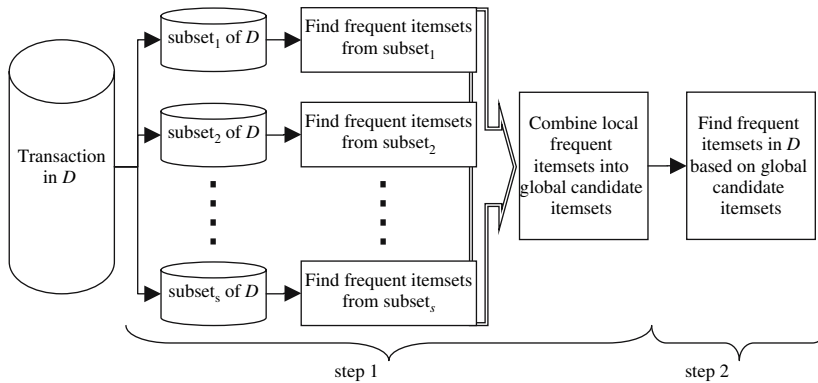 Transaction
in D
subset₁ of D
Find frequent itemsets
from subset₁
subset₂ of D
Find frequent itemsets
from subset₂
subsetₛ of D
Find frequent itemsets
from subsetₛ
Combine local
frequent
itemsets into
global candidate
itemsets
Find frequent
itemsets in D
based on global
candidate
itemsets
step 1
step 2